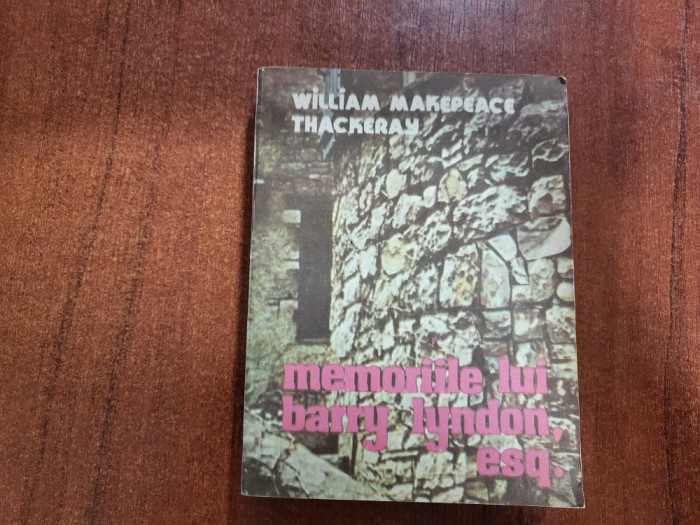 WILLIAM MAKEPEACE
THACKERAY
memoriile lui
barry lyndon,
esq.